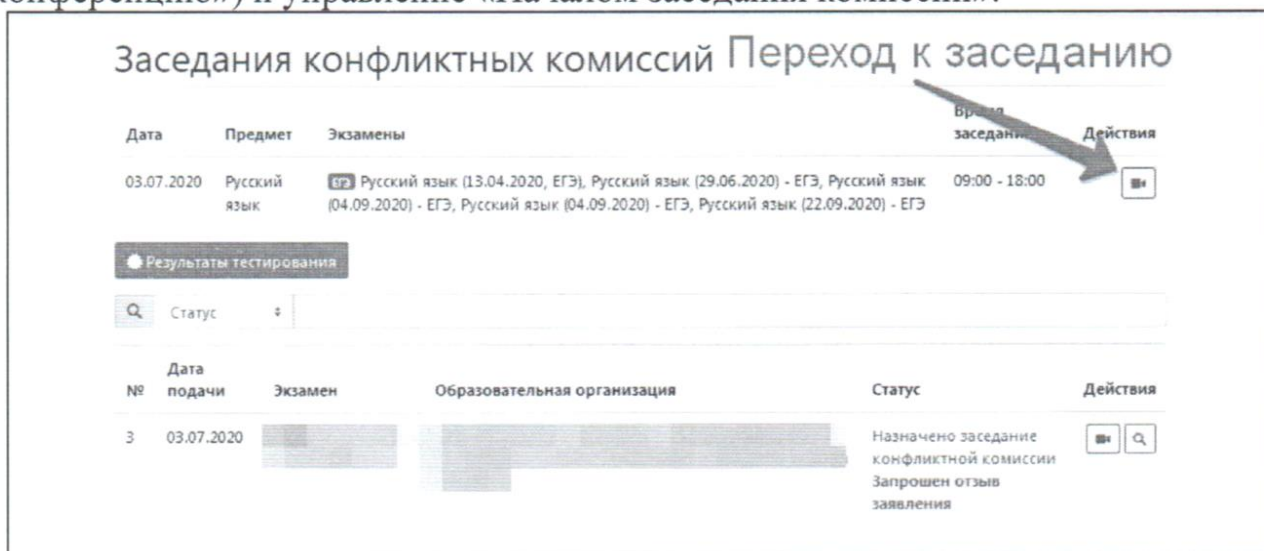 конференцию») и управление «Началом заседания комиссии».
Заседания конфликтных комиссий Переход к заседанию
Дата Предмет Экзамены Время заседания Действия
03.07.2020 Русский язык ЕГЭ Русский язык (13.04.2020, ЕГЭ), Русский язык (29.06.2020) - ЕГЭ, Русский язык 09:00 - 18:00
(04.09.2020) - ЕГЭ, Русский язык (04.09.2020) - ЕГЭ, Русский язык (22.09.2020) - ЕГЭ
Результаты тестирования
Статус
№ Дата подачи Экзамен Образовательная организация Статус Действия
3 03.07.2020 Назначено заседание
конфликтной комиссии
Запрошен отзыв
заявления